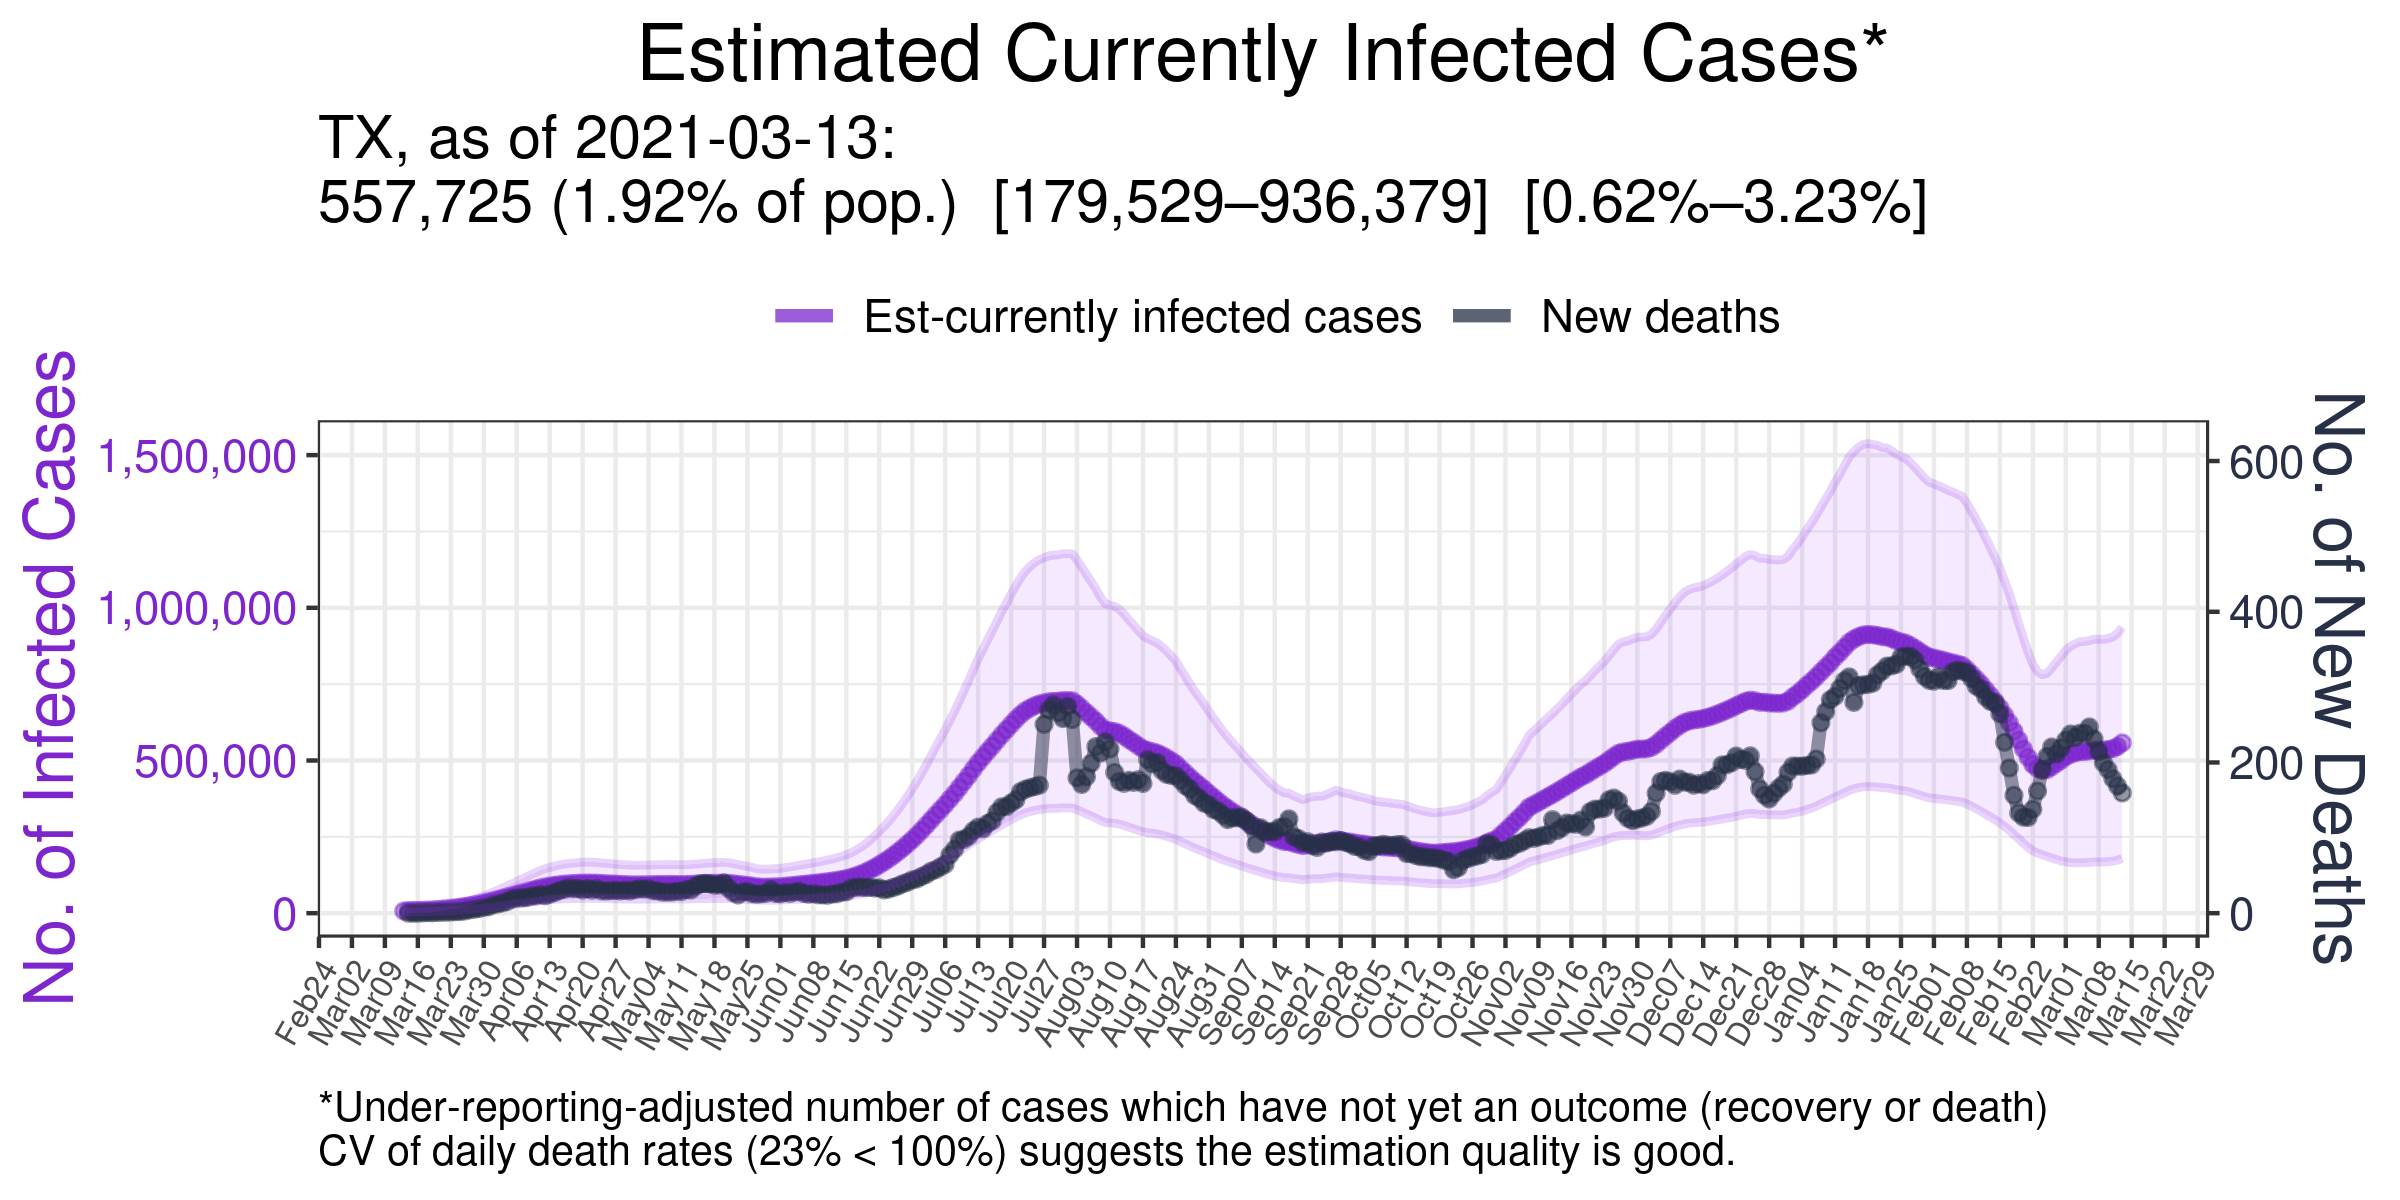 Estimated Currently Infected Cases*
TX, as of 2021-03-13:
557,725 (1.92% of pop.) [179,529–936,379] [0.62%–3.23%]
Est-currently infected cases
New deaths
No. of Infected Cases
1,500,000
1,000,000
500,000
0
600
400
200
0
No. of New Deaths
Feb24
Mar02
Mar09
Mar16
Mar23
Mar30
Apr06
Apr13
Apr20
Apr27
May04
May11
May18
May25
Jun01
Jun08
Jun15
Jun22
Jun29
Jul06
Jul13
Jul20
Jul27
Aug03
Aug10
Aug17
Aug24
Aug31
Sep07
Sep14
Sep21
Sep28
Oct05
Oct12
Oct19
Oct26
Nov02
Nov09
Nov16
Nov23
Nov30
Dec07
Dec14
Dec21
Dec28
Jan04
Jan11
Jan18
Jan25
Feb01
Feb08
Feb15
Feb22
Mar01
Mar08
Mar15
Mar22
Mar29
*Under-reporting-adjusted number of cases which have not yet an outcome (recovery or death)
CV of daily death rates (23% < 100%) suggests the estimation quality is good.